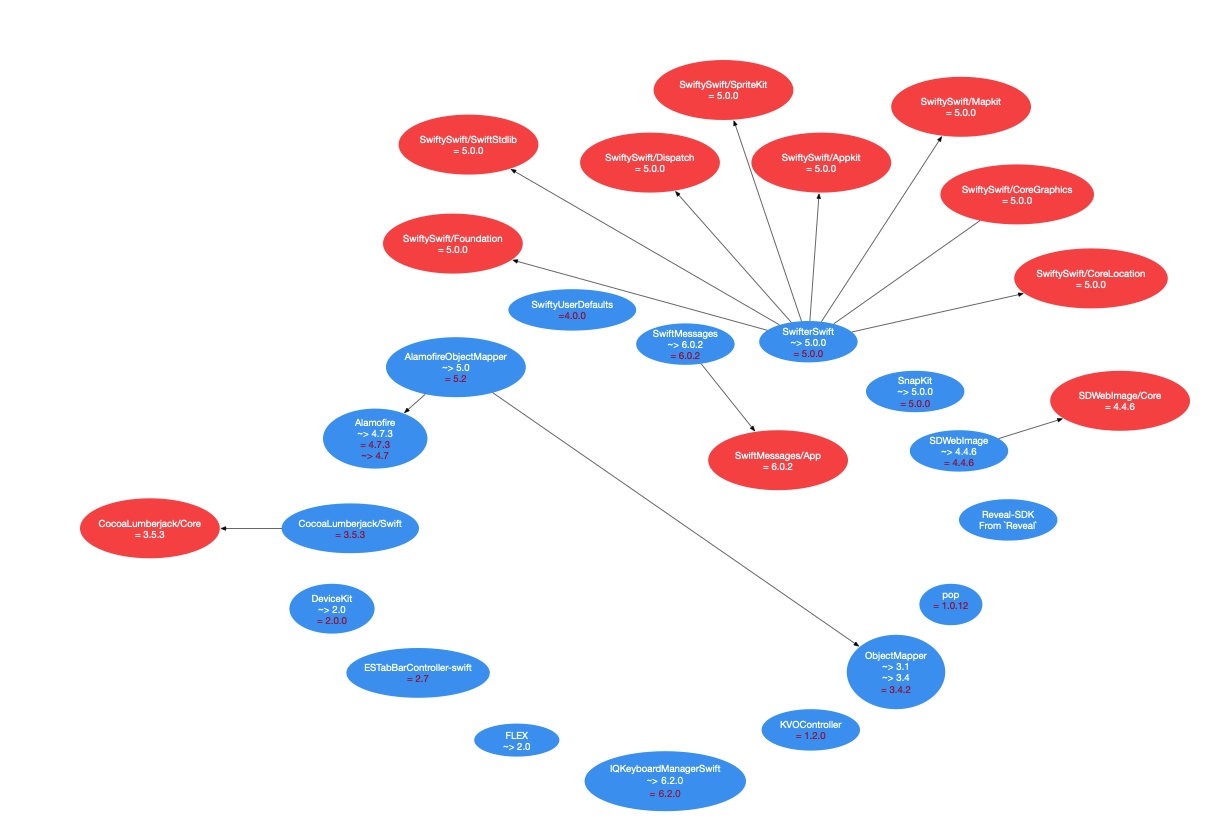 SwiftySwift/SpriteKit
= 5.0.0
SwiftySwift/Mapkit
= 5.0.0
SwiftySwift/SwiftStdlib
= 5.0.0
SwiftySwift/Dispatch
= 5.0.0
SwiftySwift/Appkit
= 5.0.0
SwiftySwift/CoreGraphics
= 5.0.0
SwiftySwift/Foundation
= 5.0.0
SwiftySwift/CoreLocation
= 5.0.0
SwiftyUserDefaults
=4.0.0
SwiftMessages
~> 6.0.2
= 6.0.2
SwifterSwift
~> 5.0.0
= 5.0.0
AlamofireObjectMapper
~> 5.0
= 5.2
SnapKit
~> 5.0.0
= 5.0.0
SDWebImage/Core
= 4.4.6
Alamofire
~> 4.7.3
= 4.7.3
~> 4.7
SDWebImage
~> 4.4.6
= 4.4.6
SwiftMessages/App
= 6.0.2
CocoaLumberjack/Core
= 3.5.3
CocoaLumberjack/Swift
= 3.5.3
Reveal-SDK
From `Reveal`
DeviceKit
~> 2.0
= 2.0.0
pop
= 1.0.12
ESTabBarController-swift
= 2.7
ObjectMapper
~> 3.1
~> 3.4
= 3.4.2
KVOController
= 1.2.0
FLEX
~> 2.0
IQKeyboardManagerSwift
~> 6.2.0
= 6.2.0